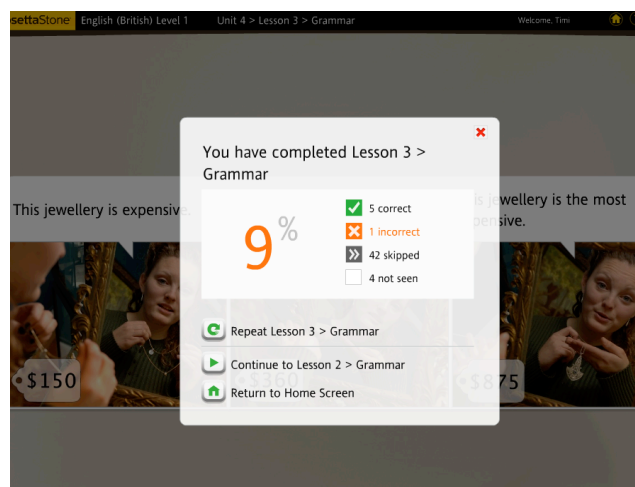 settaStone English (British) Level 1 Unit 4 > Lesson 3 > Grammar Welcome, Timi
You have completed Lesson 3 >
Grammar
9%
5 correct
1 incorrect
42 skipped
4 not seen
Repeat Lesson 3 > Grammar
Continue to Lesson 2 > Grammar
Return to Home Screen
This jewellery is expensive.
jewellery is the most
$150
$360
$875